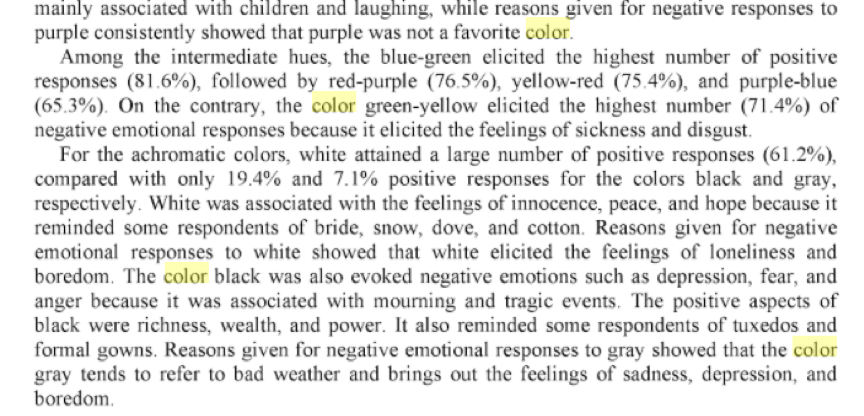 mainly associated with children and laughing, while reasons given for negative responses to
purple consistently showed that purple was not a favorite color.
Among the intermediate hues, the blue-green elicited the highest number of positive
responses (81.6%), followed by red-purple (76.5%), yellow-red (75.4%), and purple-blue
(65.3%). On the contrary, the color green-yellow elicited the highest number (71.4%) of
negative emotional responses because it elicited the feelings of sickness and disgust.
For the achromatic colors, white attained a large number of positive responses (61.2%),
compared with only 19.4% and 7.1% positive responses for the colors black and gray,
respectively. White was associated with the feelings of innocence, peace, and hope because it
reminded some respondents of bride, snow, dove, and cotton. Reasons given for negative
emotional responses to white showed that white elicited the feelings of loneliness and
boredom. The color black was also evoked negative emotions such as depression, fear, and
anger because it was associated with mourning and tragic events. The positive aspects of
black were richness, wealth, and power. It also reminded some respondents of tuxedos and
formal gowns. Reasons given for negative emotional responses to gray showed that the color
gray tends to refer to bad weather and brings out the feelings of sadness, depression, and
boredom.